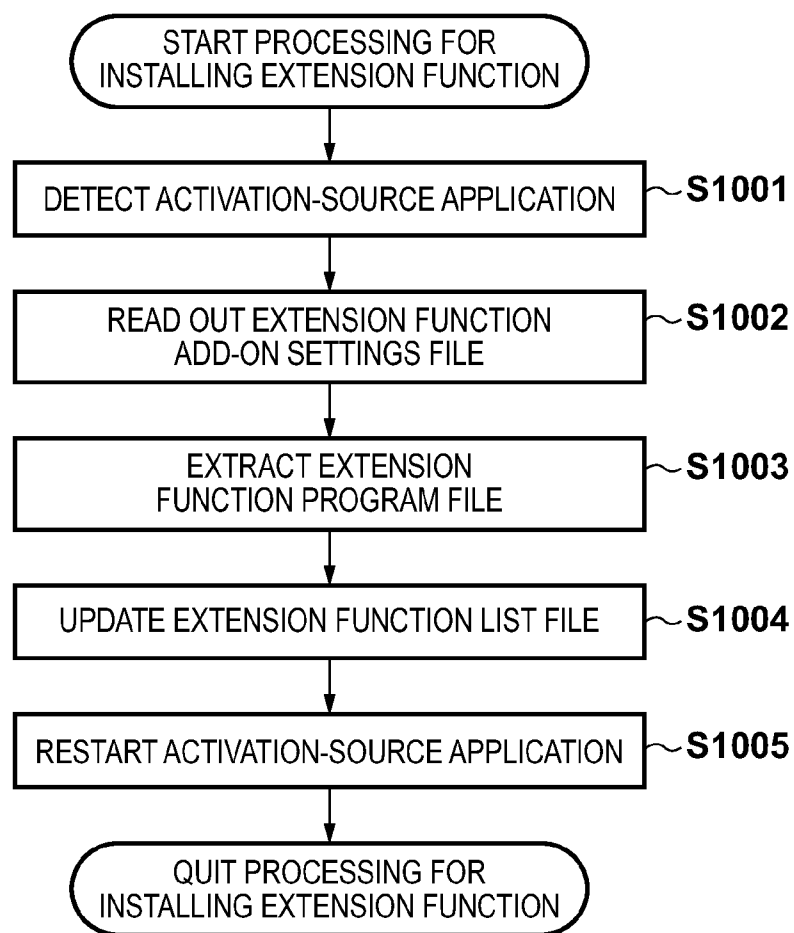 START PROCESSING FOR
INSTALLING EXTENSION FUNCTION
DETECT ACTIVATION-SOURCE APPLICATION
S1001
READ OUT EXTENSION FUNCTION
ADD-ON SETTINGS FILE
S1002
EXTRACT EXTENSION
FUNCTION PROGRAM FILE
S1003
UPDATE EXTENSION FUNCTION LIST FILE
S1004
RESTART ACTIVATION-SOURCE APPLICATION
S1005
QUIT PROCESSING FOR
INSTALLING EXTENSION FUNCTION